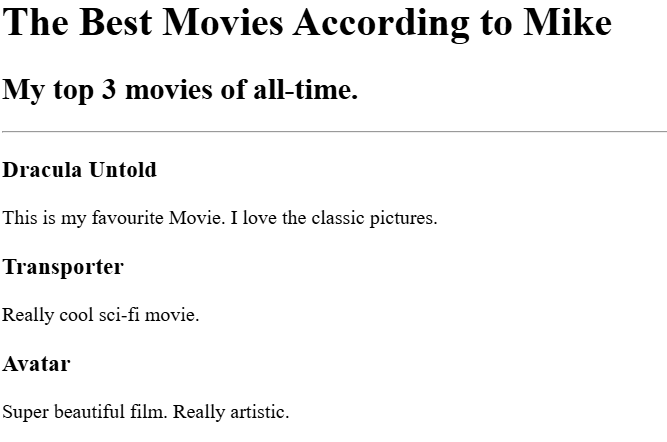 The Best Movies According to Mike
My top 3 movies of all-time.
Dracula Untold
This is my favourite Movie. I love the classic pictures.
Transporter
Really cool sci-fi movie.
Avatar
Super beautiful film. Really artistic.